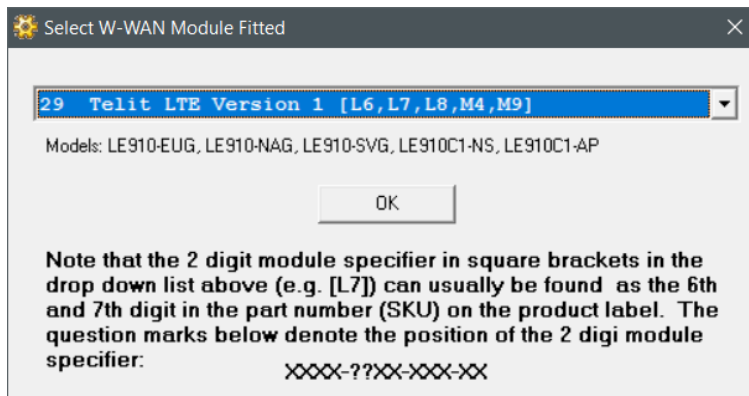 Select W-WAN Module Fitted
29 Telit LTE Version 1 [L6,L7,L8,M4,M9]
Models: LE910-EUG, LE910-NAG, LE910-SVG, LE910C1-NS, LE910C1-AP
OK
Note that the 2 digit module specifier in square brackets in the
drop down list above (e.g. [L7]) can usually be found as the 6th
and 7th digit in the part number (SKU) on the product label. The
question marks below denote the position of the 2 digi module
specifier:
XXXX-??XX-XXX-XX